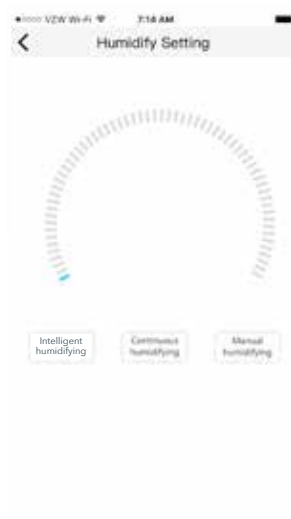 VZW Wi-Fi 7:14 AM
Humidify Setting
Intelligent
humidifying
Continuous
humidifying
Manual
humidifying